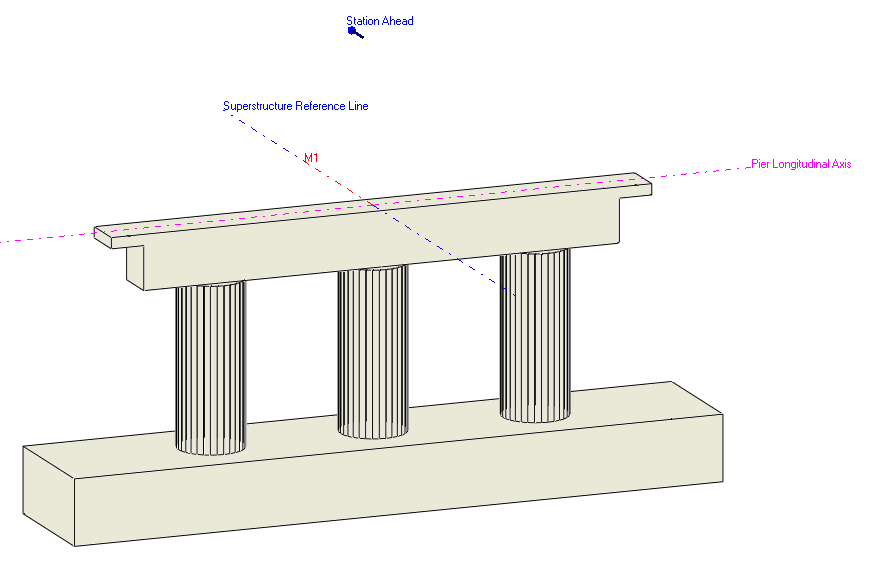 Station Ahead
Superstructure Reference Line
M1
Pier Longitudinal Axis